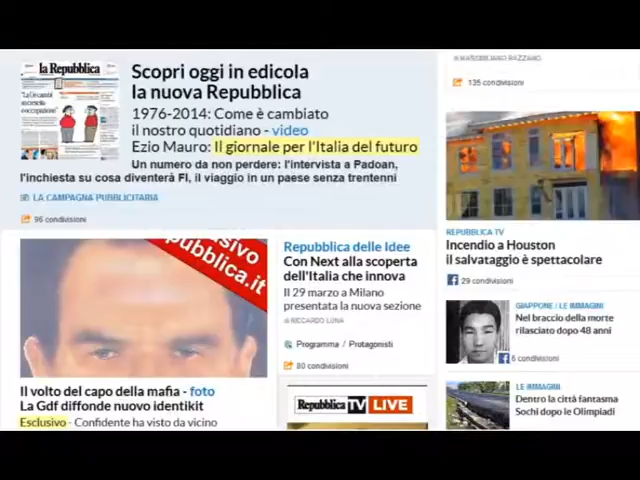 la Repubblica
Scopri oggi in edicola
la nuova Repubblica
1976-2014: Come è cambiato
il nostro quotidiano - video
Ezio Mauro: Il giornale per l'Italia del futuro
Un numero da non perdere: l'intervista a Padoan,
l'inchiesta su cosa diventerà FI, il viaggio in un paese senza trentenni
LA CAMPAGNA PUBBLICITARIA
96 condivisioni
pubblica.it
Il volto del capo della mafia - foto
La Gdf diffonde nuovo identikit
Esclusivo - Confidente ha visto da vicino
Repubblica delle Idee
Con Next alla scoperta
dell'Italia che innova
Il 29 marzo a Milano
presentata la nuova sezione
di RICCARDO LUNA
Programma / Protagonisti
80 condivisioni
Repubblica TV LIVE
di MASSIMILIANO RAZZANO
135 condivisioni
REPUBBLICA TV
Incendio a Houston
il salvataggio è spettacolare
29 condivisioni
GIAPPONE / LE IMMAGINI
Nel braccio della morte
rilasciato dopo 48 anni
6 condivisioni
LE IMMAGINI
Dentro la città fantasma
Sochi dopo le Olimpiadi